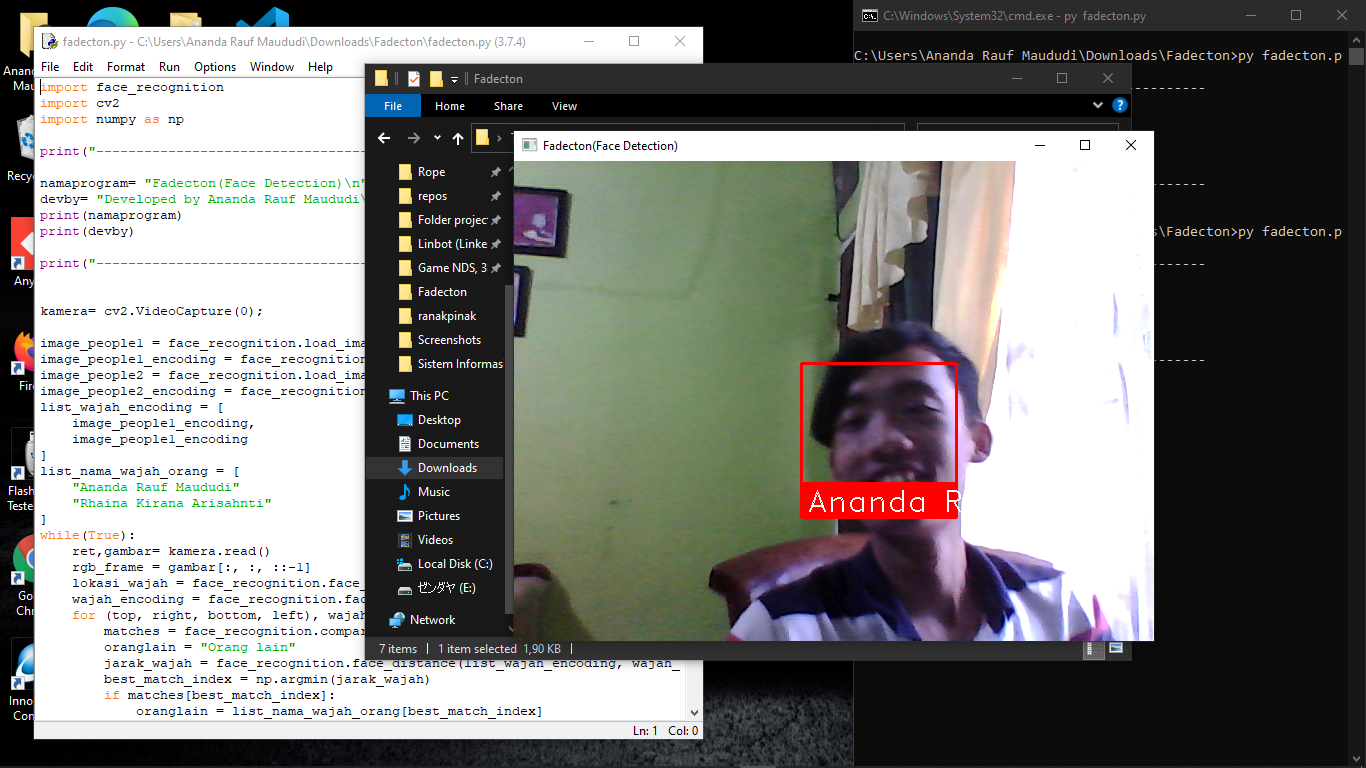 Anand
Mau
Recyc
Any
Fire
Flash
Teste
Go
Chr
Inno
Con
fadecton.py - C:\Users\Ananda Rauf Maududi\Downloads\Fadecton\fadecton.py (3.7.4)
File Edit Format Run Options Window Help
import face_recognition
import cv2
import numpy as np
print("----------------------------------
namaprogram= "Fadecton(Face Detection)\n"
devby= "Developed by Ananda Rauf Maududi\
print(namaprogram)
print(devby)
print("----------------------------------
kamera= cv2.VideoCapture(0);
image_people1 = face_recognition.load_ima
image_people1_encoding = face_recognition
image_people2 = face_recognition.load_ima
image_people2_encoding = face_recognition
list_wajah_encoding = [
image_people1_encoding,
image_people1_encoding
]
list_nama_wajah_orang = [
"Ananda Rauf Maududi"
"Rhaina Kirana Arisahnti"
]
while(True):
ret,gambar= kamera.read()
rgb_frame = gambar[:, :, ::-1]
lokasi_wajah = face_recognition.face_
wajah_encoding = face_recognition.fac
for (top, right, bottom, left), wajah
matches = face_recognition.compar
oranglain = "Orang lain"
jarak_wajah = face_recognition.face_distance(list_wajah_encoding, wajah_
best_match_index = np.argmin(jarak_wajah)
if matches[best_match_index]:
oranglain = list_nama_wajah_orang[best_match_index]
Ln: 1 Col: 0
Fadecton
File Home Share View
Rope
repos
Folder projec
Linbot (Linke
Game NDS, 3
Fadecton
ranakpinak
Screenshots
Sistem Informas
This PC
Desktop
Documents
Downloads
Music
Pictures
Videos
Local Disk (C:)
ゼンダヤ (E:)
Network
7 items 1 item selected 1,90 KB
Fadecton(Face Detection)
Ananda R
C:\Windows\System32\cmd.exe - py fadecton.py
C:\Users\Ananda Rauf Maududi\Downloads\Fadecton>py fadecton.p
-----------
-----------
s\Fadecton>py fadecton.p
-----------
-----------